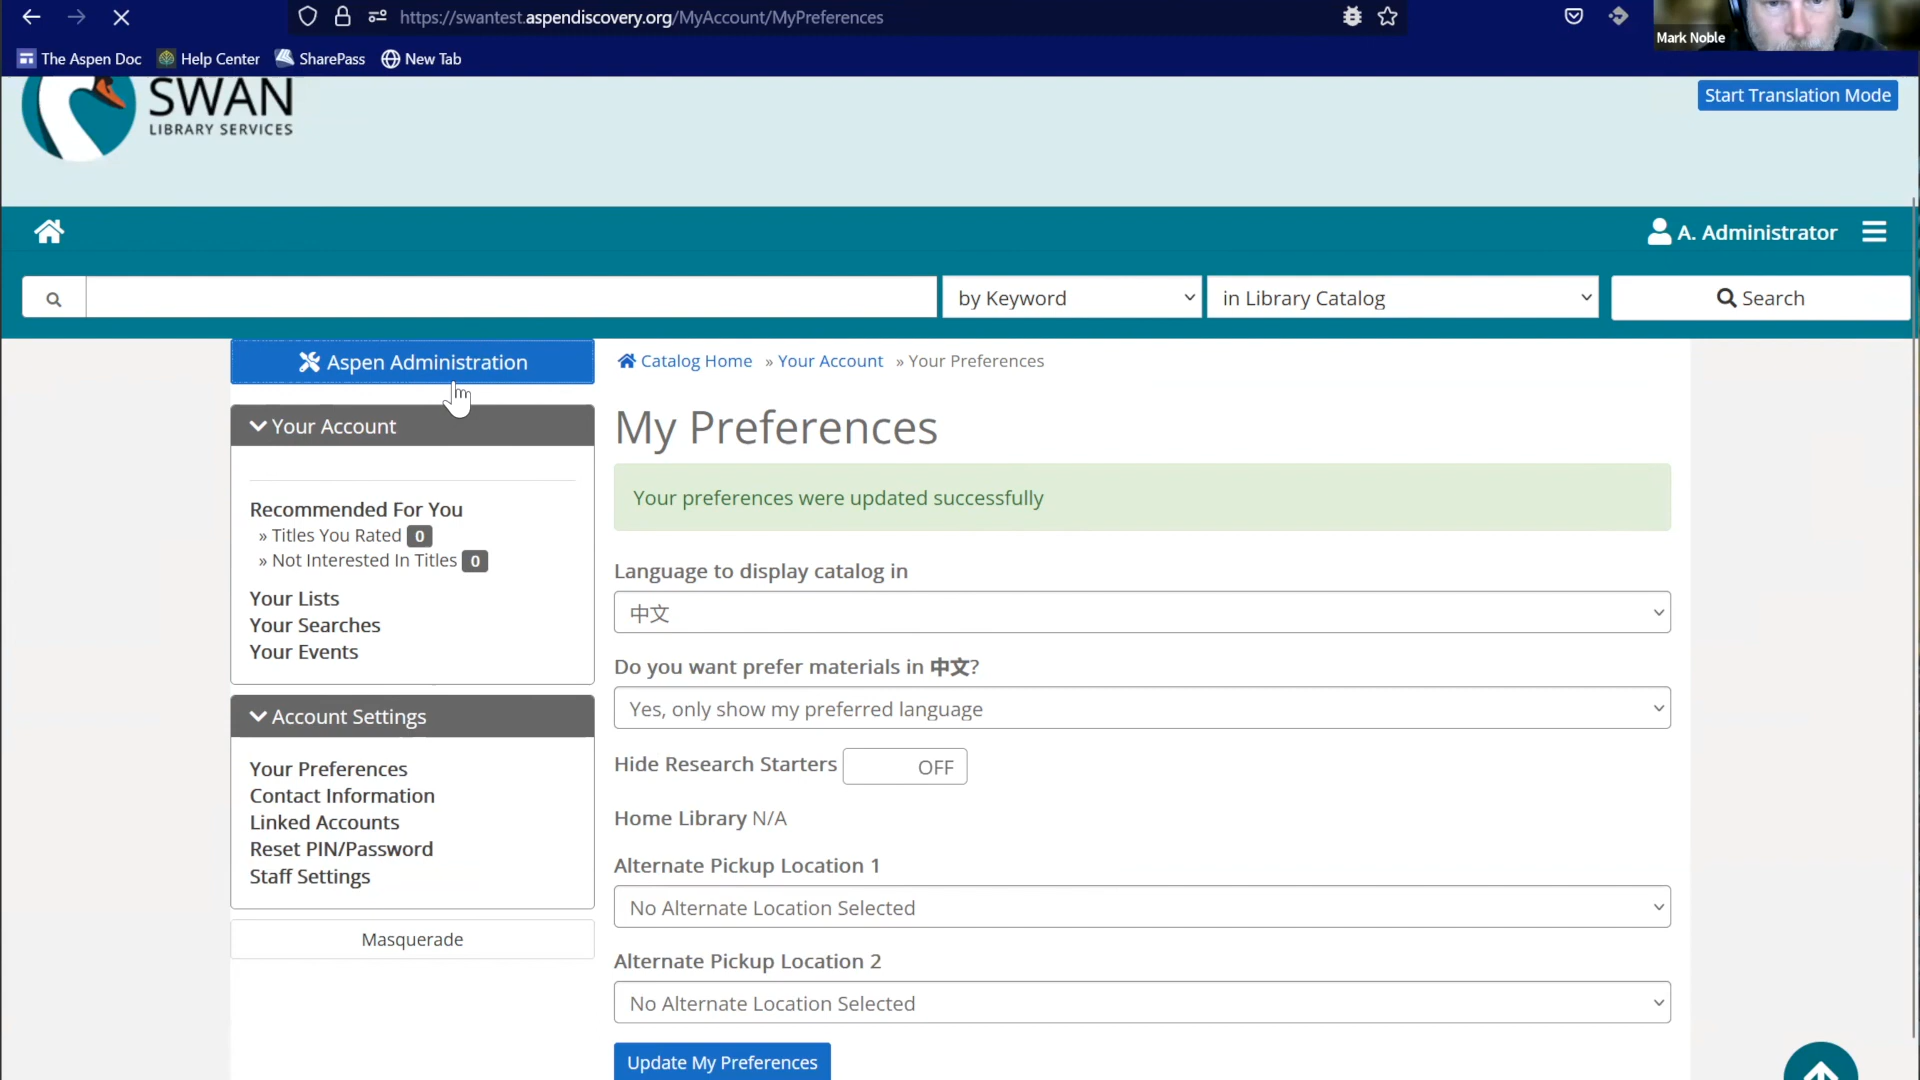 https://swantest.aspendiscovery.org/MyAccount/MyPreferences
Mark Noble
The Aspen Doc
Help Center
SharePass
New Tab
SWAN
LIBRARY SERVICES
Start Translation Mode
A. Administrator
by Keyword
in Library Catalog
Search
Aspen Administration
Catalog Home » Your Account » Your Preferences
Your Account
Recommended For You
» Titles You Rated 0
» Not Interested In Titles 0
Your Lists
Your Searches
Your Events
Account Settings
Your Preferences
Contact Information
Linked Accounts
Reset PIN/Password
Staff Settings
Masquerade
My Preferences
Your preferences were updated successfully
Language to display catalog in
中文
Do you want prefer materials in 中文?
Yes, only show my preferred language
Hide Research Starters OFF
Home Library N/A
Alternate Pickup Location 1
No Alternate Location Selected
Alternate Pickup Location 2
No Alternate Location Selected
Update My Preferences